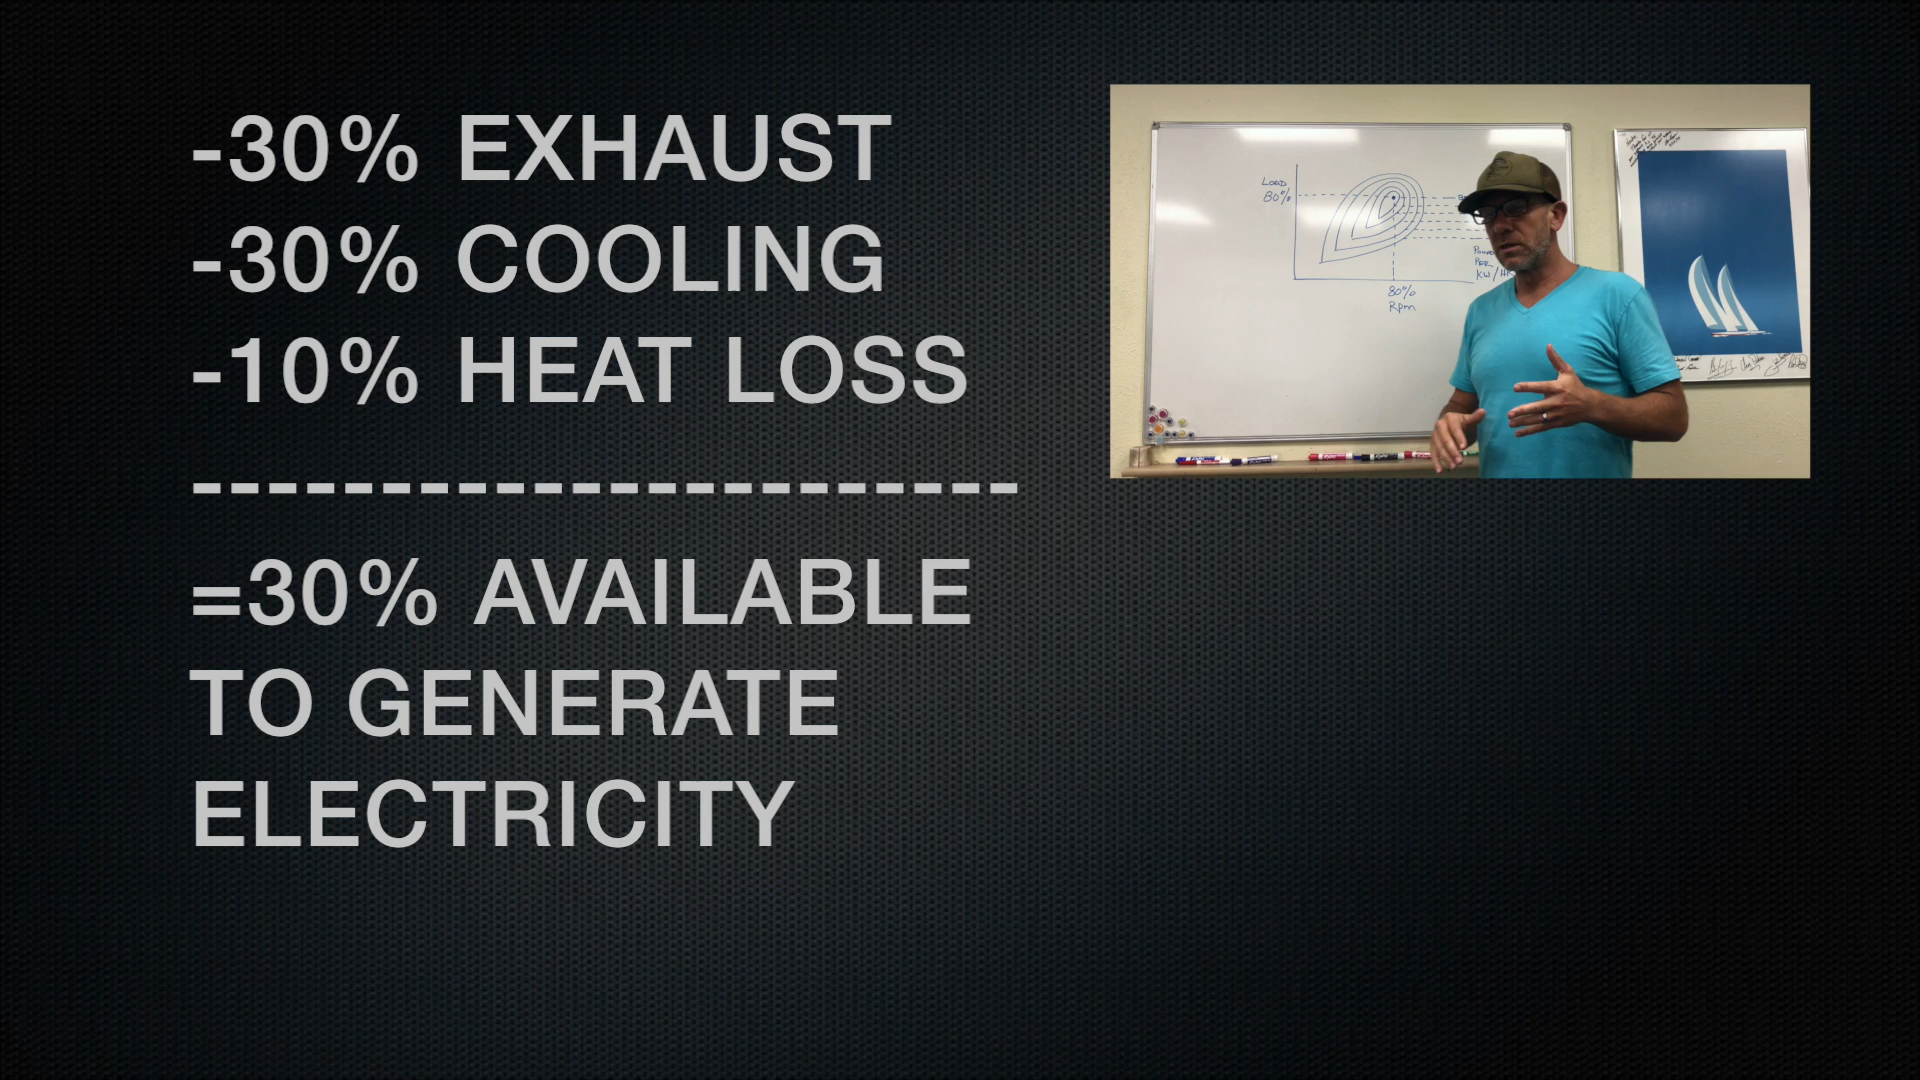 -30% EXHAUST
-30% COOLING
-10% HEAT LOSS
-----------------------
=30% AVAILABLE
TO GENERATE
ELECTRICITY
LOAD
80%
PER
KW/HR
80%
Rpm